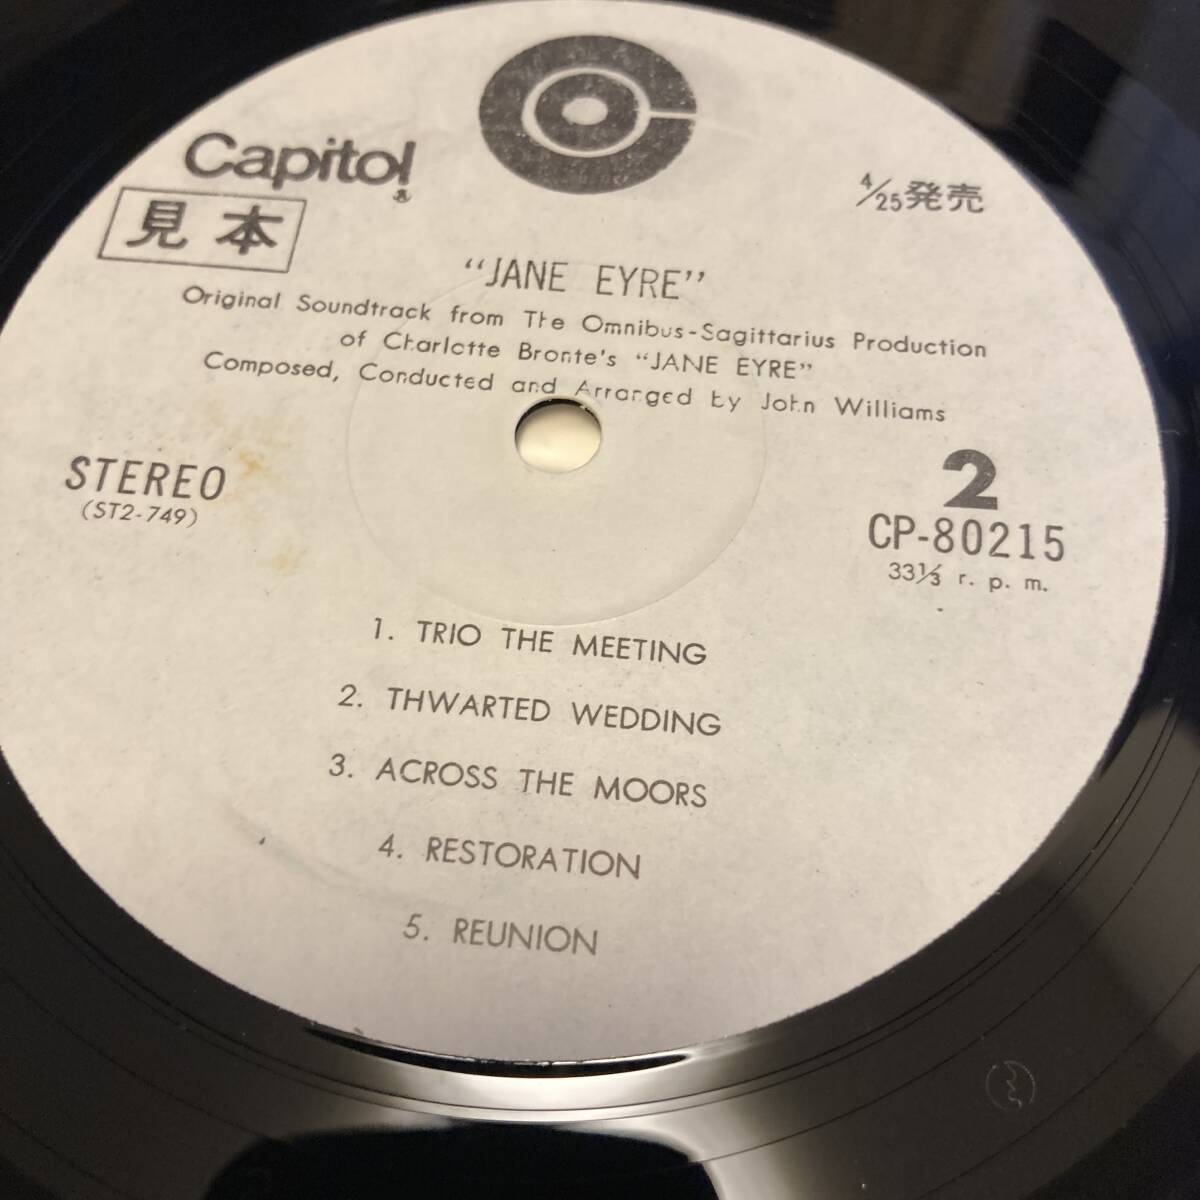 Capitol
®
見本
4/25発売
“JANE EYRE”
Original Soundtrack from The Omnibus-Sagittarius Production
of Charlotte Bronte's “JANE EYRE”
Composed, Conducted and Arranged by John Williams
STEREO
(ST2-749)
2
CP-80215
33⅓ r. p. m.
1. TRIO THE MEETING
2. THWARTED WEDDING
3. ACROSS THE MOORS
4. RESTORATION
5. REUNION